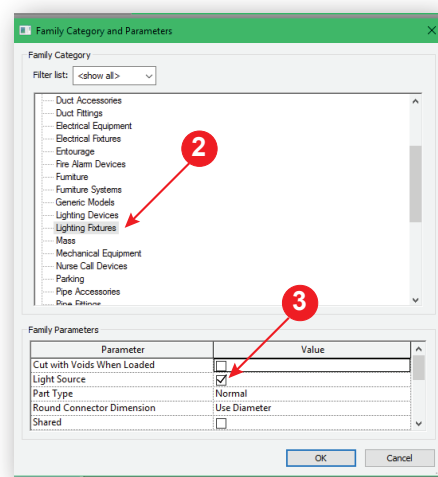 Family Category and Parameters
Family Category
Filter list: <show all>
Duct Accessories
Duct Fittings
Electrical Equipment
Electrical Fixtures
Entourage
2
Fire Alarm Devices
Furniture
Furniture Systems
Generic Models
Lighting Devices
Lighting Fixtures
Mass
Mechanical Equipment
Nurse Call Devices
Parking
Pipe Accessories
Pipe Fittings
3
Family Parameters
Parameter Value
Cut with Voids When Loaded
Light Source
Part Type Normal
Round Connector Dimension Use Diameter
Shared
OK Cancel